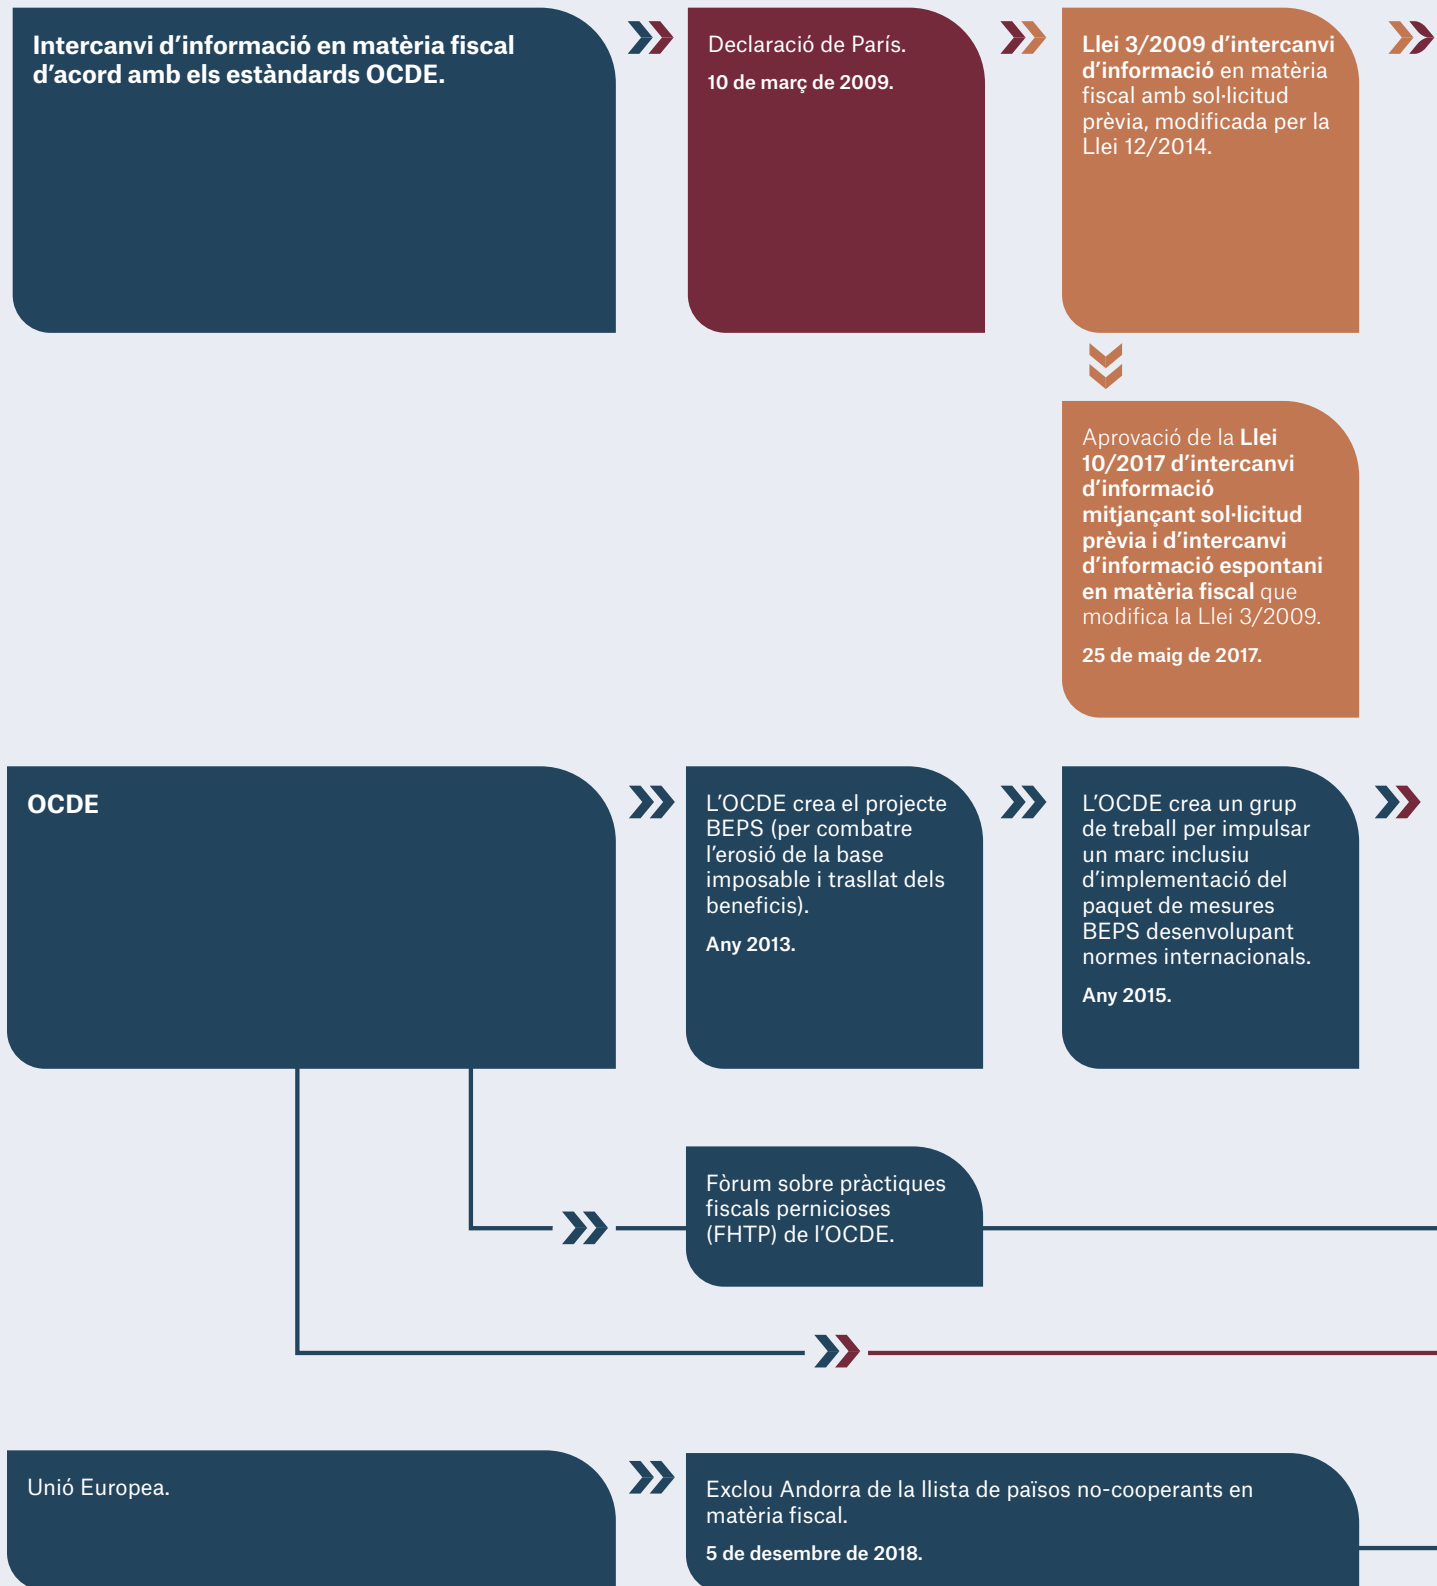 Intercanvi d’informació en matèria fiscal
d’acord amb els estàndards OCDE.
Declaració de París.
10 de març de 2009.
Llei 3/2009 d’intercanvi
d’informació en matèria
fiscal amb sol·licitud
prèvia, modificada per la
Llei 12/2014.
Aprovació de la Llei
10/2017 d’intercanvi
d’informació
mitjançant sol·licitud
prèvia i d’intercanvi
d’informació espontani
en matèria fiscal que
modifica la Llei 3/2009.
25 de maig de 2017.
OCDE
L’OCDE crea el projecte
BEPS (per combatre
l’erosió de la base
imposable i trasllat dels
beneficis).
Any 2013.
L’OCDE crea un grup
de treball per impulsar
un marc inclusiu
d’implementació del
paquet de mesures
BEPS desenvolupant
normes internacionals.
Any 2015.
Fòrum sobre pràctiques
fiscals pernicioses
(FHTP) de l’OCDE.
Unió Europea.
Exclou Andorra de la llista de països no-cooperants en
matèria fiscal.
5 de desembre de 2018.